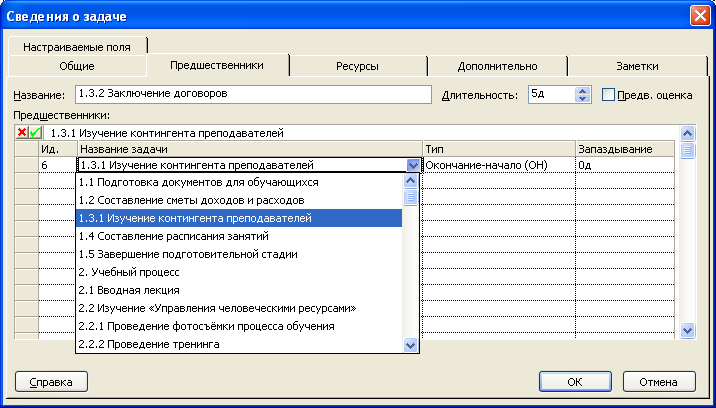 Сведения о задаче
Настраиваемые поля
Общие Предшественники Ресурсы Дополнительно Заметки
Название: 1.3.2 Заключение договоров Длительность: 5д Предв. оценка
Предшественники:
1.3.1 Изучение контингента преподавателей
Ид. Название задачи Тип Запаздывание
6 1.3.1 Изучение контингента преподавателей Окончание-начало (ОН) 0д
1.1 Подготовка документов для обучающихся
1.2 Составление сметы доходов и расходов
1.3.1 Изучение контингента преподавателей
1.4 Составление расписания занятий
1.5 Завершение подготовительной стадии
2. Учебный процесс
2.1 Вводная лекция
2.2 Изучение «Управления человеческими ресурсами»
2.2.1 Проведение фотосъёмки процесса обучения
2.2.2 Проведение тренинга
Справка ОК Отмена